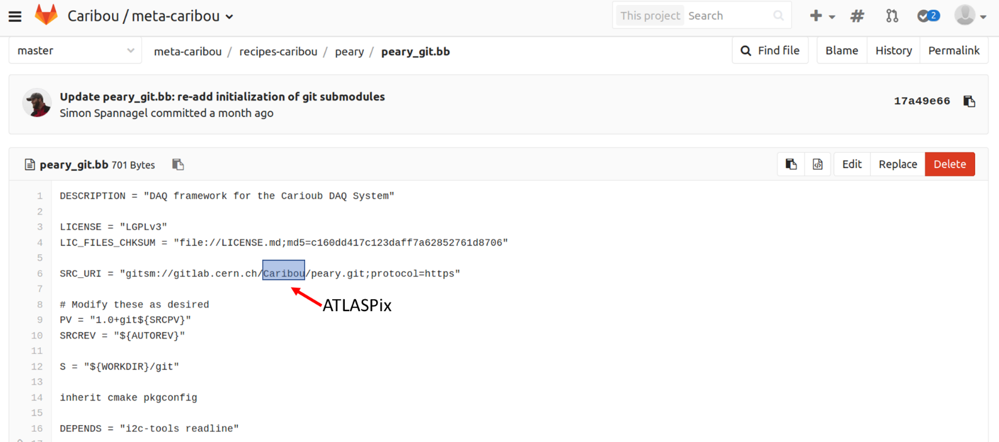 Caribou / meta-caribou
This project Search
2
master
meta-caribou / recipes-caribou / peary / peary_git.bb
Find file Blame History Permalink
Update peary_git.bb: re-add initialization of git submodules
Simon Spannagel committed a month ago
17a49e66
peary_git.bb 701 Bytes
Edit Replace Delete
1 DESCRIPTION = "DAQ framework for the Carioub DAQ System"
2
3 LICENSE = "LGPLv3"
4 LIC_FILES_CHKSUM = "file://LICENSE.md;md5=c160dd417c123daff7a62852761d8706"
5
6 SRC_URI = "gitsm://gitlab.cern.ch/Caribou/peary.git;protocol=https"
7
ATLASPix
8 # Modify these as desired
9 PV = "1.0+git${SRCPV}"
10 SRCREV = "${AUTOREV}"
11
12 S = "${WORKDIR}/git"
13
14 inherit cmake pkgconfig
15
16 DEPENDS = "i2c-tools readline"
17